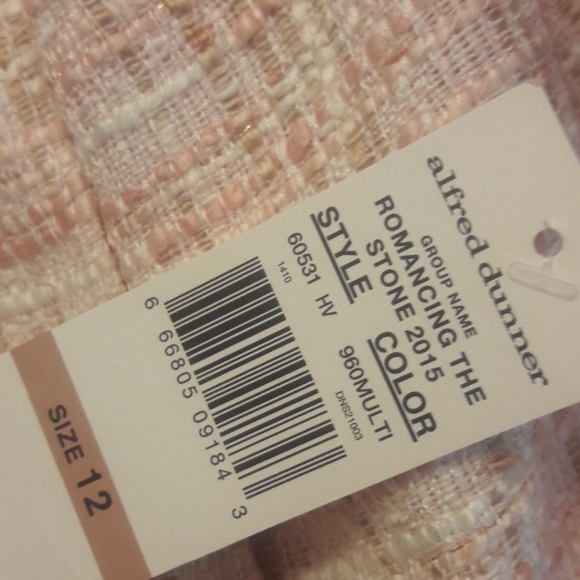 alfred dunner
GROUP NAME
ROMANCING THE
STONE 2015
STYLE COLOR
60531 HV 960MULTI
1410 DNS21003
6 66805 09184 3
SIZE 12